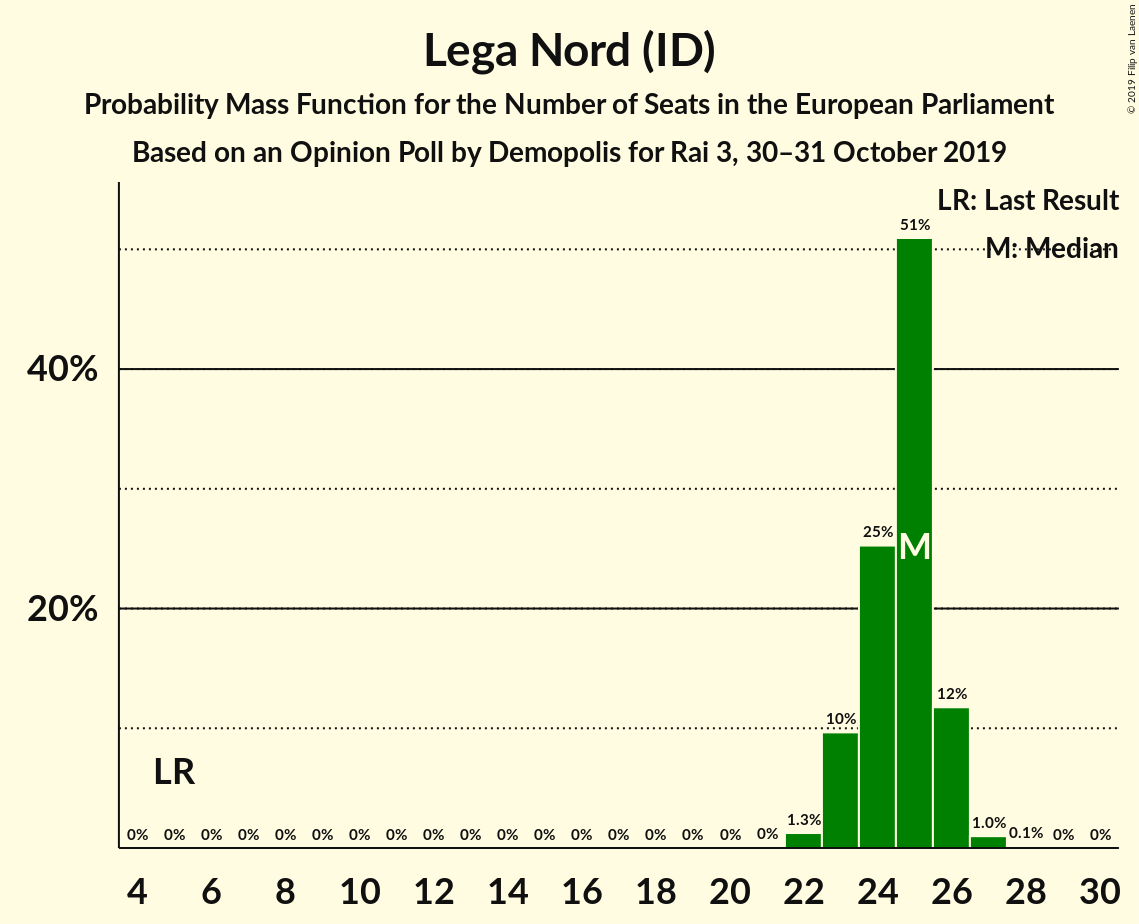 Lega Nord (ID)
Probability Mass Function for the Number of Seats in the European Parliament
Based on an Opinion Poll by Demopolis for Rai 3, 30–31 October 2019
© 2019 Filip van Laenen
LR: Last Result
M: Median
51%
40%
25%
M
20%
12%
10%
LR
0% 0% 0% 0% 0% 0% 0% 0% 0% 0% 0% 0% 0% 0% 0% 0% 0% 0% 1.3% 1.0% 0.1% 0% 0%
4 6 8 10 12 14 16 18 20 22 24 26 28 30